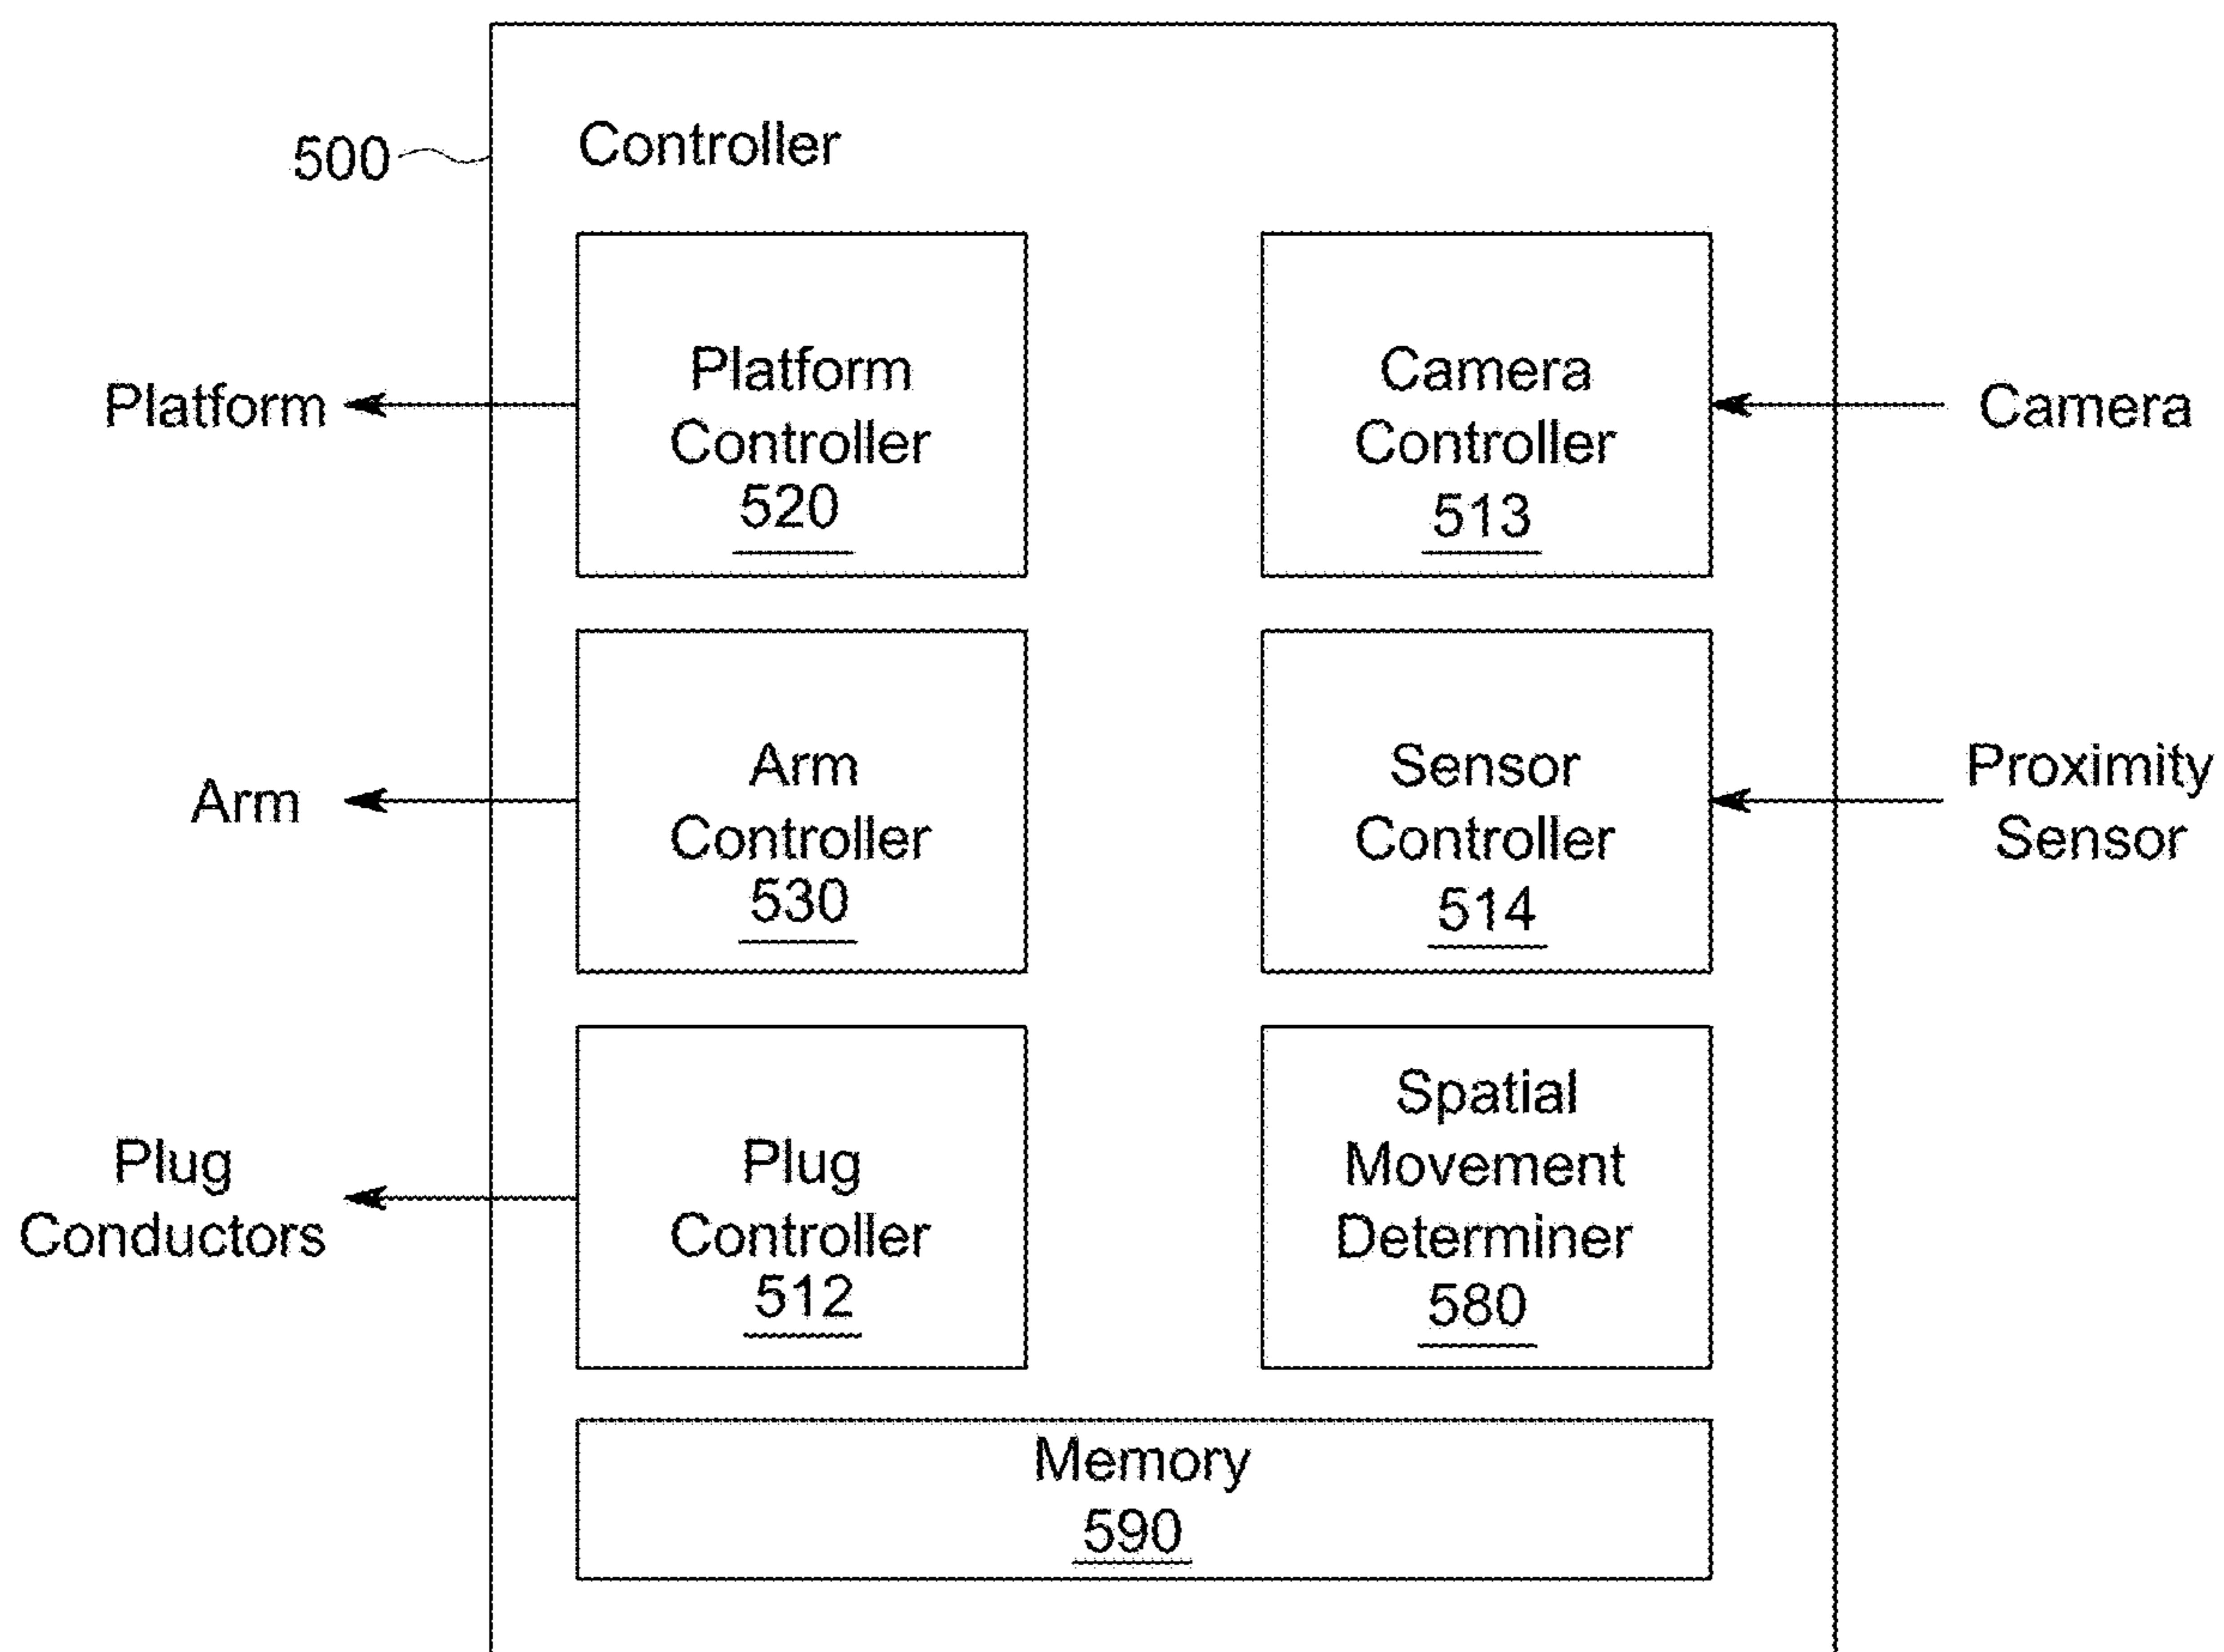 500
Controller
Platform
Platform
Controller
520
Camera
Controller
513
Camera
Arm
Arm
Controller
530
Sensor
Controller
514
Proximity
Sensor
Plug
Conductors
Plug
Controller
512
Spatial
Movement
Determiner
580
Memory
590